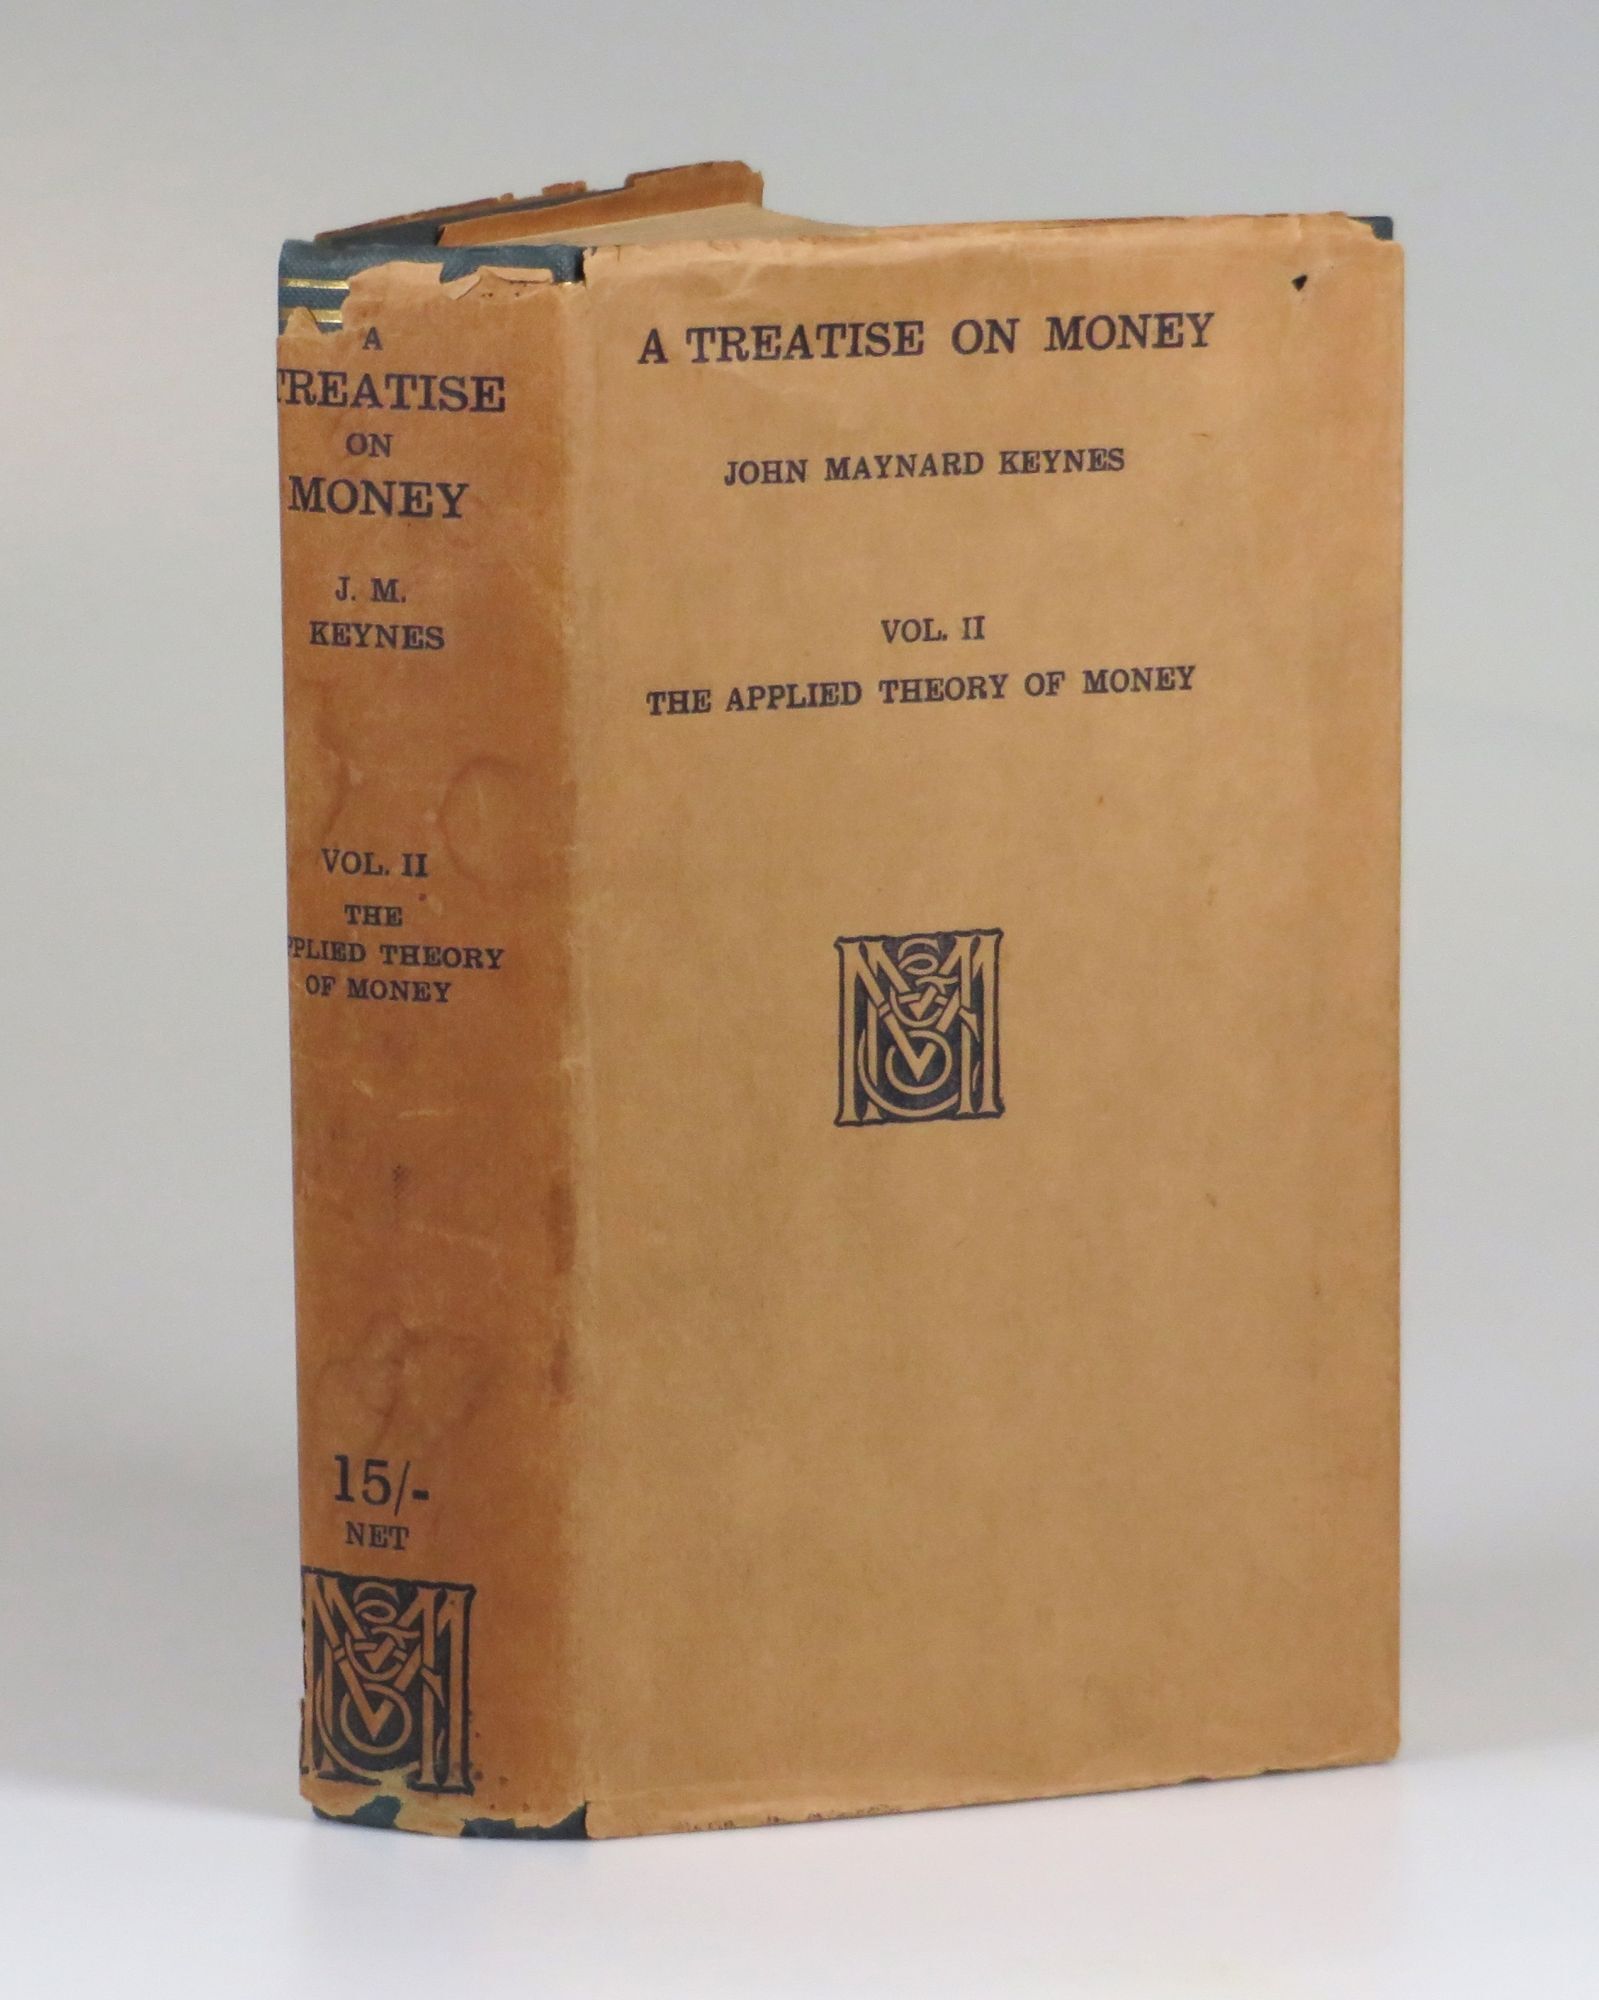 A
TREATISE
ON
MONEY
J. M.
KEYNES
VOL. II
THE
APPLIED THEORY
OF MONEY
15/-
NET
A TREATISE ON MONEY
JOHN MAYNARD KEYNES
VOL. II
THE APPLIED THEORY OF MONEY